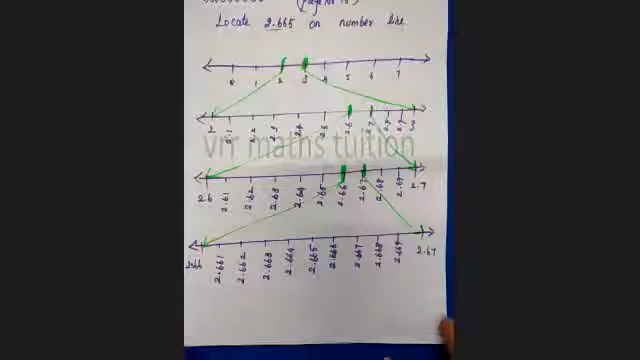 (Page No
Locate 2.665 on number line
0 1 2 3 4 5 6 7
2 2.1 2.2 2.3 2.4 2.5 2.6 2.7 2.8 2.9 3
vrr maths tuition
2.6 2.61 2.62 2.63 2.64 2.65 2.66 2.67 2.68 2.69 2.7
2.66 2.661 2.662 2.663 2.664 2.665 2.666 2.667 2.668 2.669 2.67